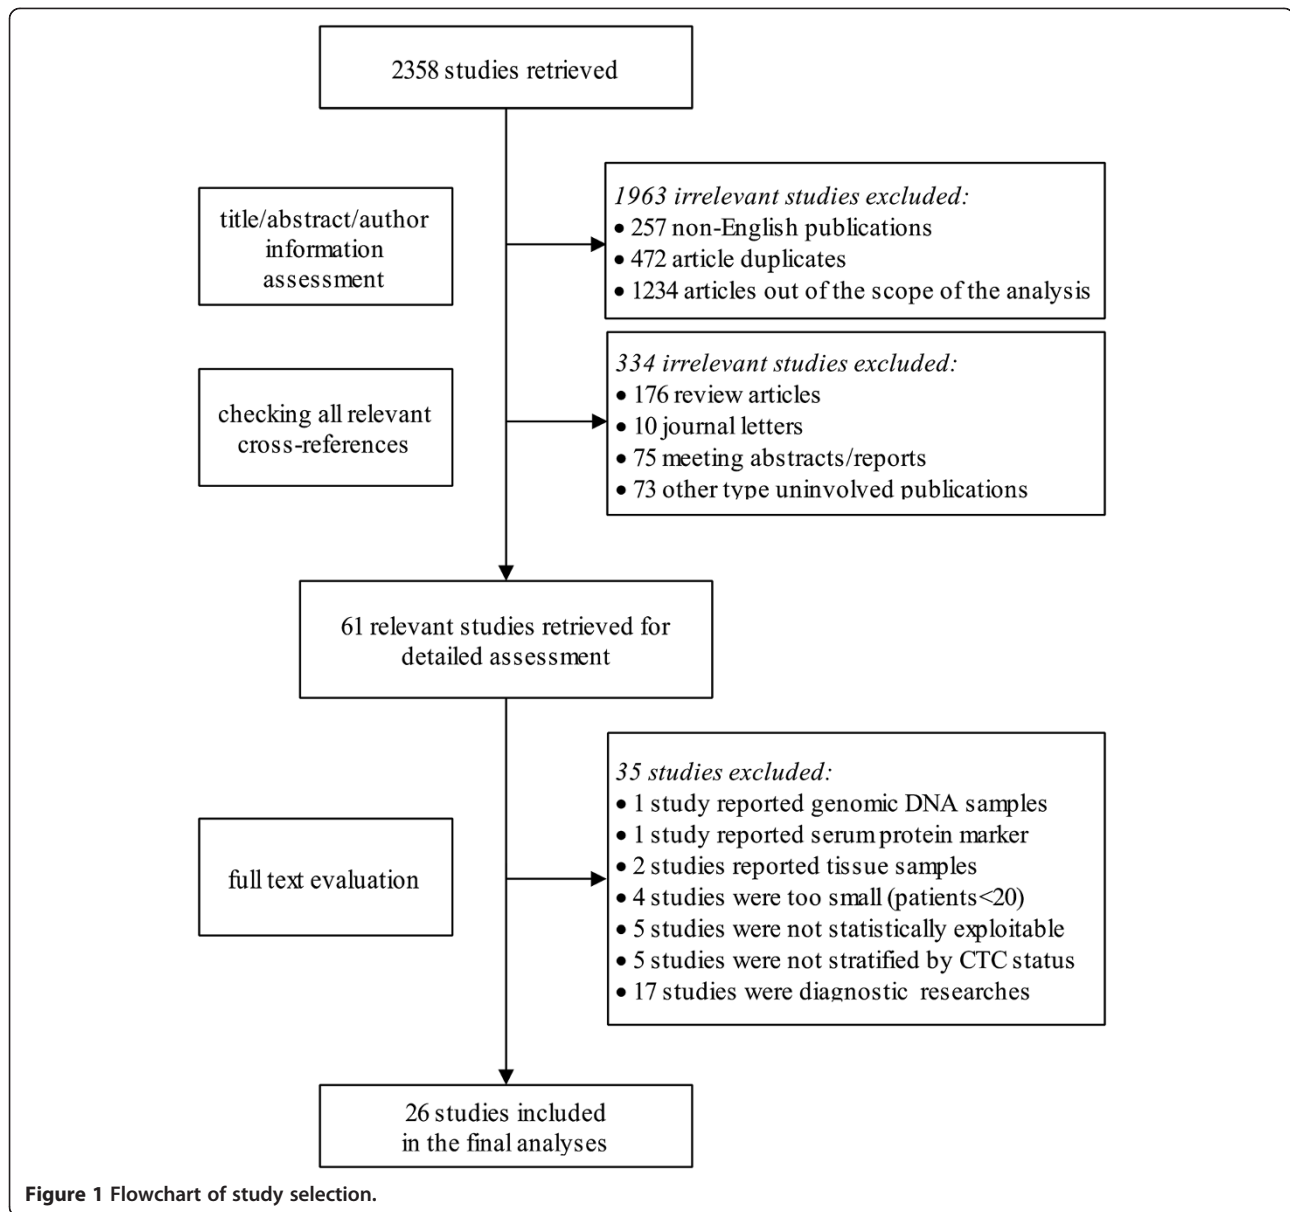 2358 studies retrieved
title/abstract/author
information
assessment
1963 irrelevant studies excluded:
• 257 non-English publications
• 472 article duplicates
• 1234 articles out of the scope of the analysis
checking all relevant
cross-references
334 irrelevant studies excluded:
• 176 review articles
• 10 journal letters
• 75 meeting abstracts/reports
• 73 other type uninvolved publications
61 relevant studies retrieved for
detailed assessment
full text evaluation
35 studies excluded:
• 1 study reported genomic DNA samples
• 1 study reported serum protein marker
• 2 studies reported tissue samples
• 4 studies were too small (patients<20)
• 5 studies were not statistically exploitable
• 5 studies were not stratified by CTC status
• 17 studies were diagnostic researches
26 studies included
in the final analyses
Figure 1 Flowchart of study selection.